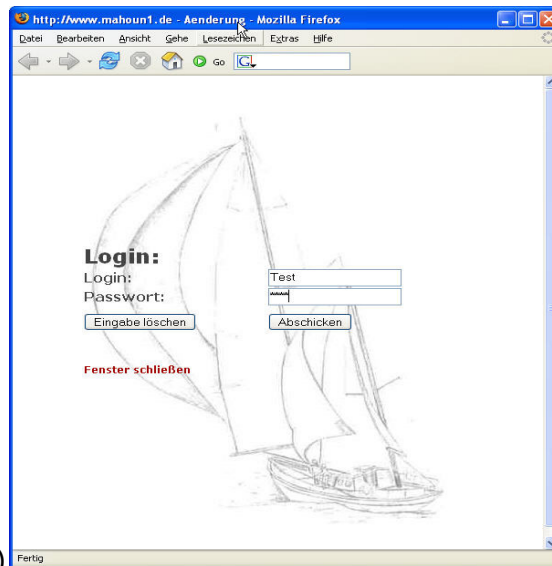 http://www.mahoun1.de - Aenderung - Mozilla Firefox
Datei Bearbeiten Ansicht Gehe Lesezeichen Extras Hilfe
Go G
Login:
Login: Test
Passwort: ****
Eingabe löschen Abschicken
Fenster schließen
) Fertig